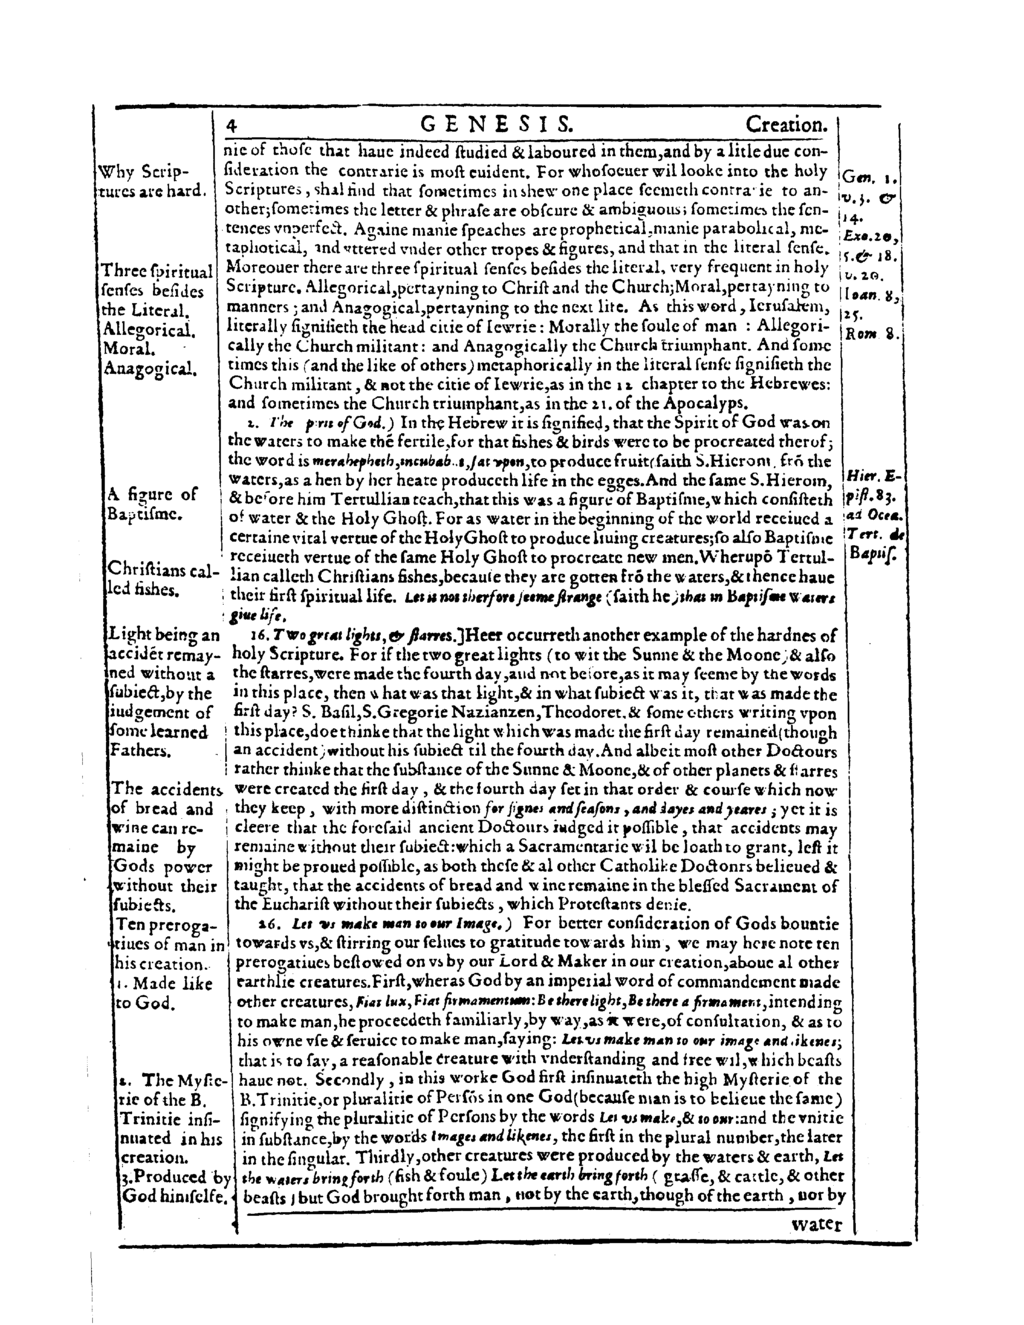 4 GENESIS. Creation.
nie of thoſe that haue indeed ſtudied & laboured in them,and by a litle due con-
ſideration the contrarie is moſt euident. For whoſoeuer wil looke into the holy
Scriptures, ſhal find that ſometimes in shew one place ſeemeth contrarie to an-
other;ſometimes the letter & phraſe are obſcure & ambiguous; ſometimes the ſen-
tences vnperfect. Againe manie ſpeaches are prophetical,manie parabolical, me-
taphorical, and vttered vnder other tropes & figures, and that in the literal ſenſe.
Moreouer there are three ſpiritual ſenſes beſides the literal, very frequent in holy
Scripture. Allegorical,pertayning to Chriſt and the Church;Moral,pertayning to
manners ; and Anagogical,pertayning to the next life. As this word, Ieruſalem,
literally ſignifieth the head citie of Iewrie: Morally the ſoule of man : Allegori-
cally the Church militant: and Anagogically the Church triumphant. And ſome
times this (and the like of others) metaphorically in the literal ſenſe ſignifieth the
Church militant, & not the citie of Iewrie,as in the 12 chapter to the Hebrewes:
and ſometimes the Church triumphant,as in the 21. of the Apocalyps.
2. The of God.) In the Hebrew it is ſignified, that the Spirit of God was on
the waters to make thē fertile,for that fishes & birds were to be procreated therof;
the word is merahepheth, ſat vpon,to produce fruit(ſaith S.Hierom. frō the
waters,as a hen by her heate produceth life in the egges.And the ſame S.Hierom,
& before him Tertullian teach,that this was a figure of Baptiſme,which conſiſteth
of water & the Holy Ghoſt. For as water in the beginning of the world receiued a
certaine vital vertue of the Holy Ghoſt to produce liuing creatures;ſo alſo Baptiſme
receiueth vertue of the ſame Holy Ghoſt to procreate new men.Wherupō Tertul-
lian calleth Chriſtians fishes,becauſe they are gotten frō the waters,& thence haue
their firſt ſpiritual life. Let it not therfore ſeeme ſtrange (ſaith he)that in Baptiſme waters
giue life.
16. Two great lights, & ſtarres.] Heer occurreth another example of the hardnes of
holy Scripture. For if the two great lights (to wit the Sunne & the Moone) & alſo
the ſtarres,were made the fourth day,and not before,as it may ſeeme by the words
in this place, then what was that light,& in what ſubiect was it, that was made the
firſt day? S. Baſil,S.Gregorie Nazianzen,Theodoret.& ſome others writing vpon
this place,doe thinke that the light which was made the firſt day remained(though
an accident)without his ſubiect til the fourth day.And albeit moſt other Doctours
rather thinke that the ſubſtance of the Sunne & Moone,& of other planets & ſtarres
were created the firſt day , & the fourth day ſet in that order & courſe which now
they keep , with more diſtinction for ſignes and ſeaſons , and dayes and yeares ; yet it is
cleere that the foreſaid ancient Doctours iudged it poſſible , that accidents may
remaine without their ſubiect:which a Sacramentarie wil be loath to grant, leſt it
might be proued poſſible, as both theſe & al other Catholike Doctors belieued &
taught, that the accidents of bread and wine remaine in the bleſſed Sacrament of
the Euchariſt without their ſubiects , which Proteſtants denie.
26. Let vs make man to our Image.) For better conſideration of Gods bountie
towards vs,& ſtirring our ſelues to gratitude towards him , we may here note ten
prerogatiues beſtowed on vs by our Lord & Maker in our creation,aboue al other
earthlie creatures.Firſt,wheras God by an imperial word of commandement made
other creatures, Fiat lux, Fiat firmamentum: Be there light, Be there a firmament,intending
to make man,he proceedeth familiarly,by way,as it were,of conſultation, & as to
his owne vſe & ſeruice to make man,ſaying: Let vs make man to our image and likenes;
that is to ſay, a reaſonable creature with vnderſtanding and free wil,which beaſts
haue not. Secondly , in this worke God firſt inſinuateth the high Myſterie of the
B.Trinitie,or pluralitie of Perſōs in one God(becauſe man is to belieue the ſame)
ſignifying the pluralitie of Perſons by the words Let vs make, & to our:and the vnitie
in ſubſtance,by the words Image and likenes, the firſt in the plural number,the later
in the ſingular. Thirdly,other creatures were produced by the waters & earth, Let
the waters bring forth (fish & foule) Let the earth bring forth ( graſſe, & cattle, & other
beaſts ) but God brought forth man , not by the earth,though of the earth , nor by
water
Why Scrip-
tures are hard.
Three ſpiritual
ſenſes beſides
the Literal.
Allegorical.
Moral.
Anagogical.
A figure of
Baptiſme.
Chriſtians cal-
led fishes.
Light being an
accidēt remay-
ned without a
ſubiect,by the
iudgement of
ſome learned
Fathers.
The accidents
of bread and
wine can re-
maine by
Gods power
without their
ſubiects.
Ten preroga-
tiues of man in
his creation.
1. Made like
to God.
2. The Myſte-
rie of the B.
Trinitie inſi-
nuated in his
creation.
3.Produced by
God himſelfe.
Gen. 1.
v.3. &
14.
Exo.20,
5.& 18.
v.20.
Ioan. 8,
25.
Rom 8.
Hier. E-
piſt.83.
ad Ocea.
Tert. de
Baptiſ.